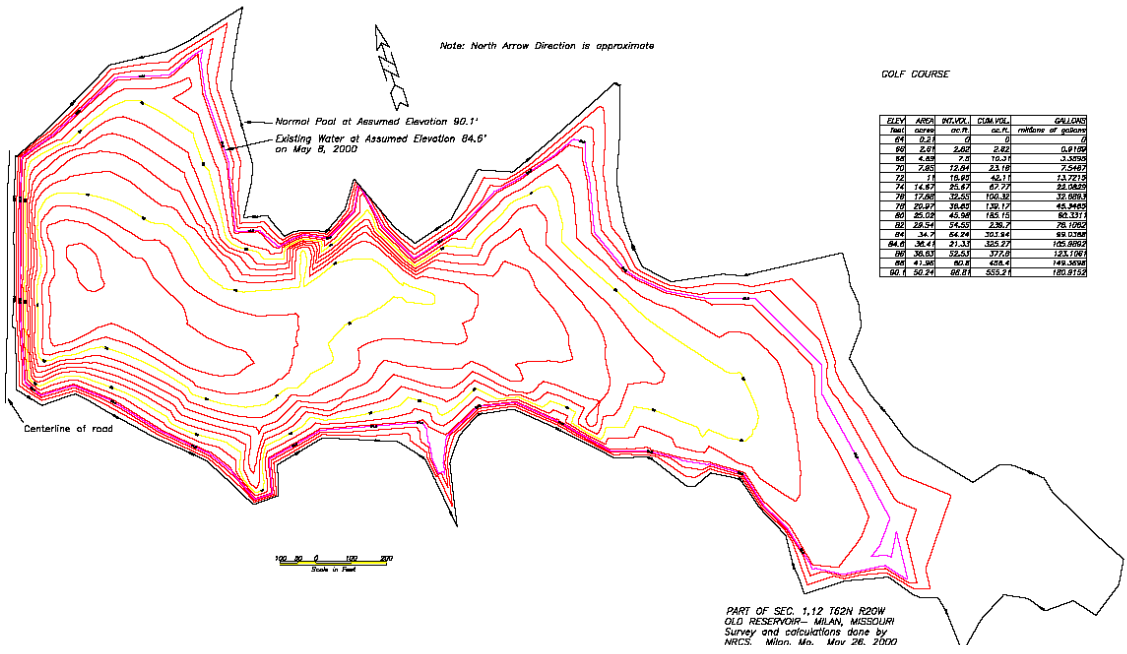 Note: North Arrow Direction is approximate
GOLF COURSE
Normal Pool at Assumed Elevation 90.1'
Existing Water at Assumed Elevation 84.6'
on May 8, 2000
ELEV AREA INT.VOL. CUM.VOL. GALLONS
feet acres ac.ft. ac.ft. millions of gallons
64 0.21 0 0 0
66 2.61 2.82 2.82 0.9189
68 4.89 7.5 10.31 3.3595
70 7.95 12.84 23.16 7.5467
72 11 18.95 42.11 13.7215
74 14.67 25.67 67.77 22.0829
76 17.88 32.55 100.32 32.6893
78 20.97 38.85 139.17 45.3485
80 25.02 45.98 185.15 60.3311
82 29.54 54.55 239.7 78.1062
84 34.7 64.24 303.94 99.0388
84.6 36.41 21.33 325.27 105.9892
86 38.63 52.53 377.8 123.1061
88 41.96 80.6 458.4 149.3698
90.1 50.24 96.81 555.21 180.9152
Centerline of road
100 50 0 100 200
Scale in Feet
PART OF SEC. 1,12 T62N R20W
OLD RESERVOIR- MILAN, MISSOURI
Survey and calculations done by
NRCS, Milan, Mo. May 26, 2000